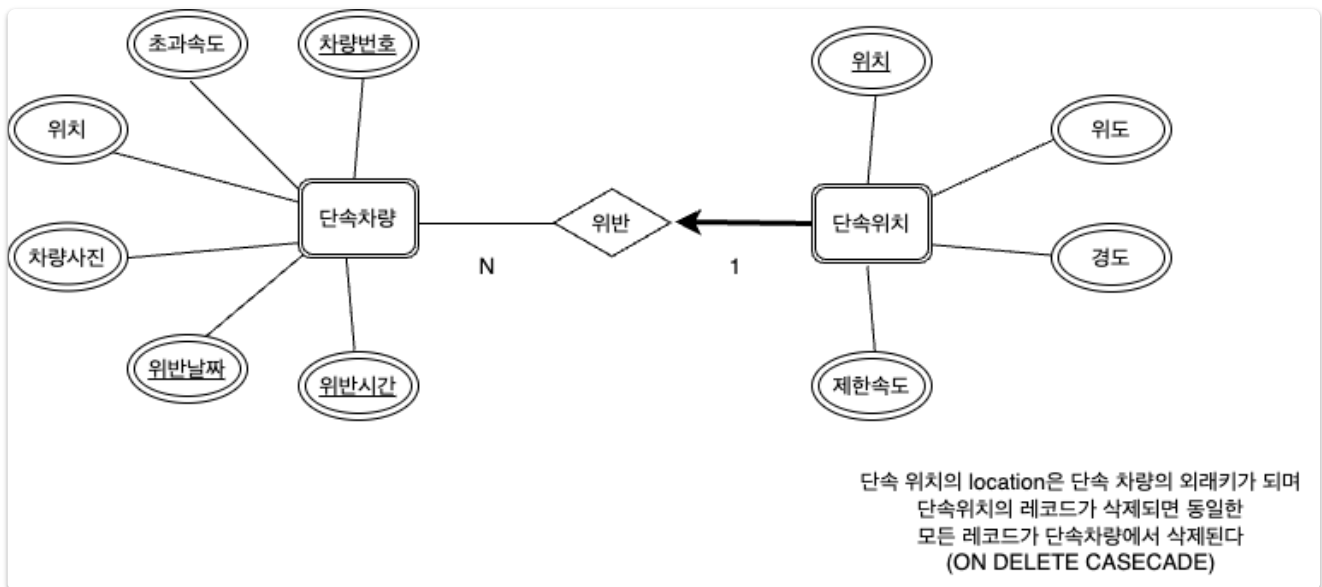 초과속도
차량번호
위치
위치
위도
단속차량
위반
단속위치
차량사진
N
1
경도
위반날짜
위반시간
제한속도
단속 위치의 location은 단속 차량의 외래키가 되며
단속위치의 레코드가 삭제되면 동일한
모든 레코드가 단속차량에서 삭제된다
(ON DELETE CASECADE)